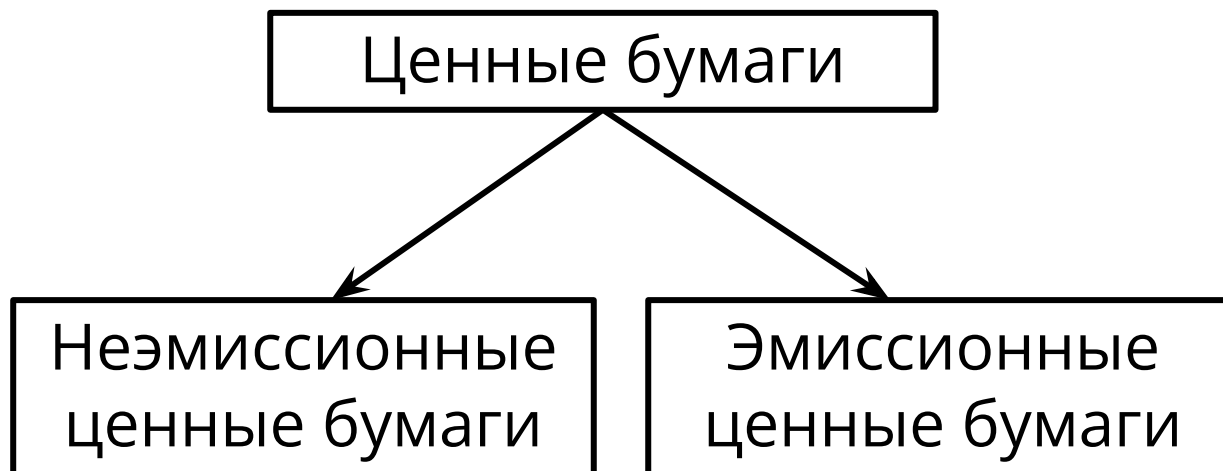 Ценные бумаги
Неэмиссионные
ценные бумаги
Эмиссионные
ценные бумаги